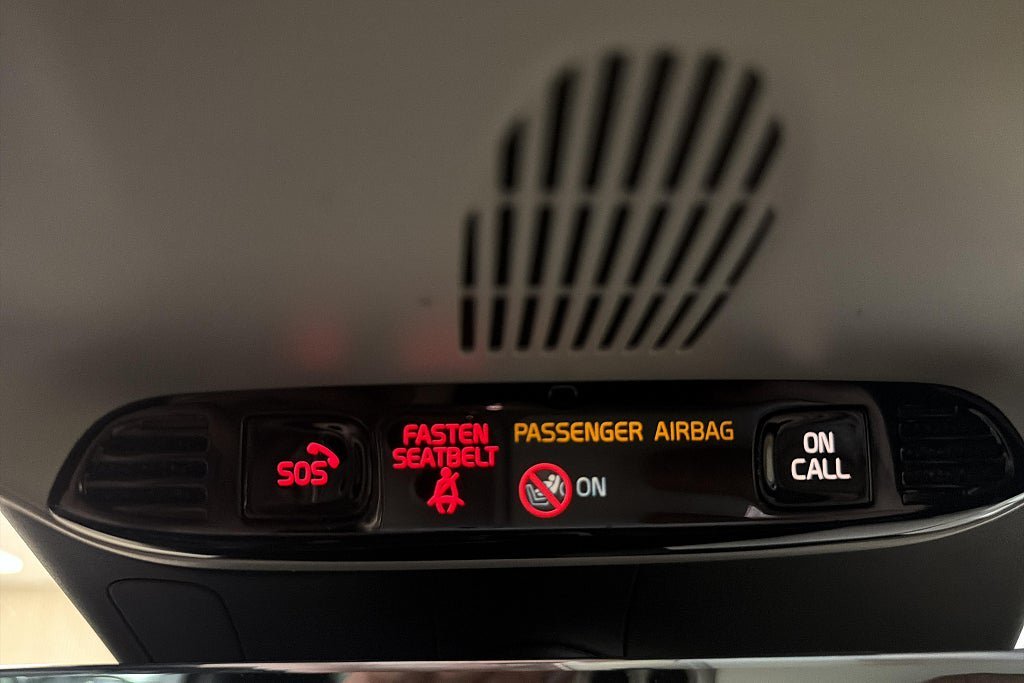 SOS
FASTEN
SEATBELT
PASSENGER AIRBAG
ON
ON
CALL